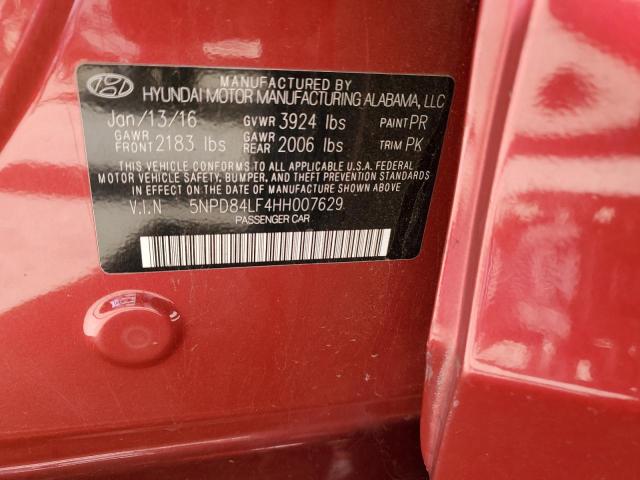 MANUFACTURED BY
HYUNDAI MOTOR MANUFACTURING ALABAMA, LLC
Jan/13/16 GVWR 3924 lbs PAINT PR
GAWR FRONT 2183 lbs GAWR REAR 2006 lbs TRIM PK
THIS VEHICLE CONFORMS TO ALL APPLICABLE U.S.A. FEDERAL
MOTOR VEHICLE SAFETY, BUMPER, AND THEFT PREVENTION STANDARDS
IN EFFECT ON THE DATE OF MANUFACTURE SHOWN ABOVE.
V.I.N 5NPD84LF4HH007629
PASSENGER CAR